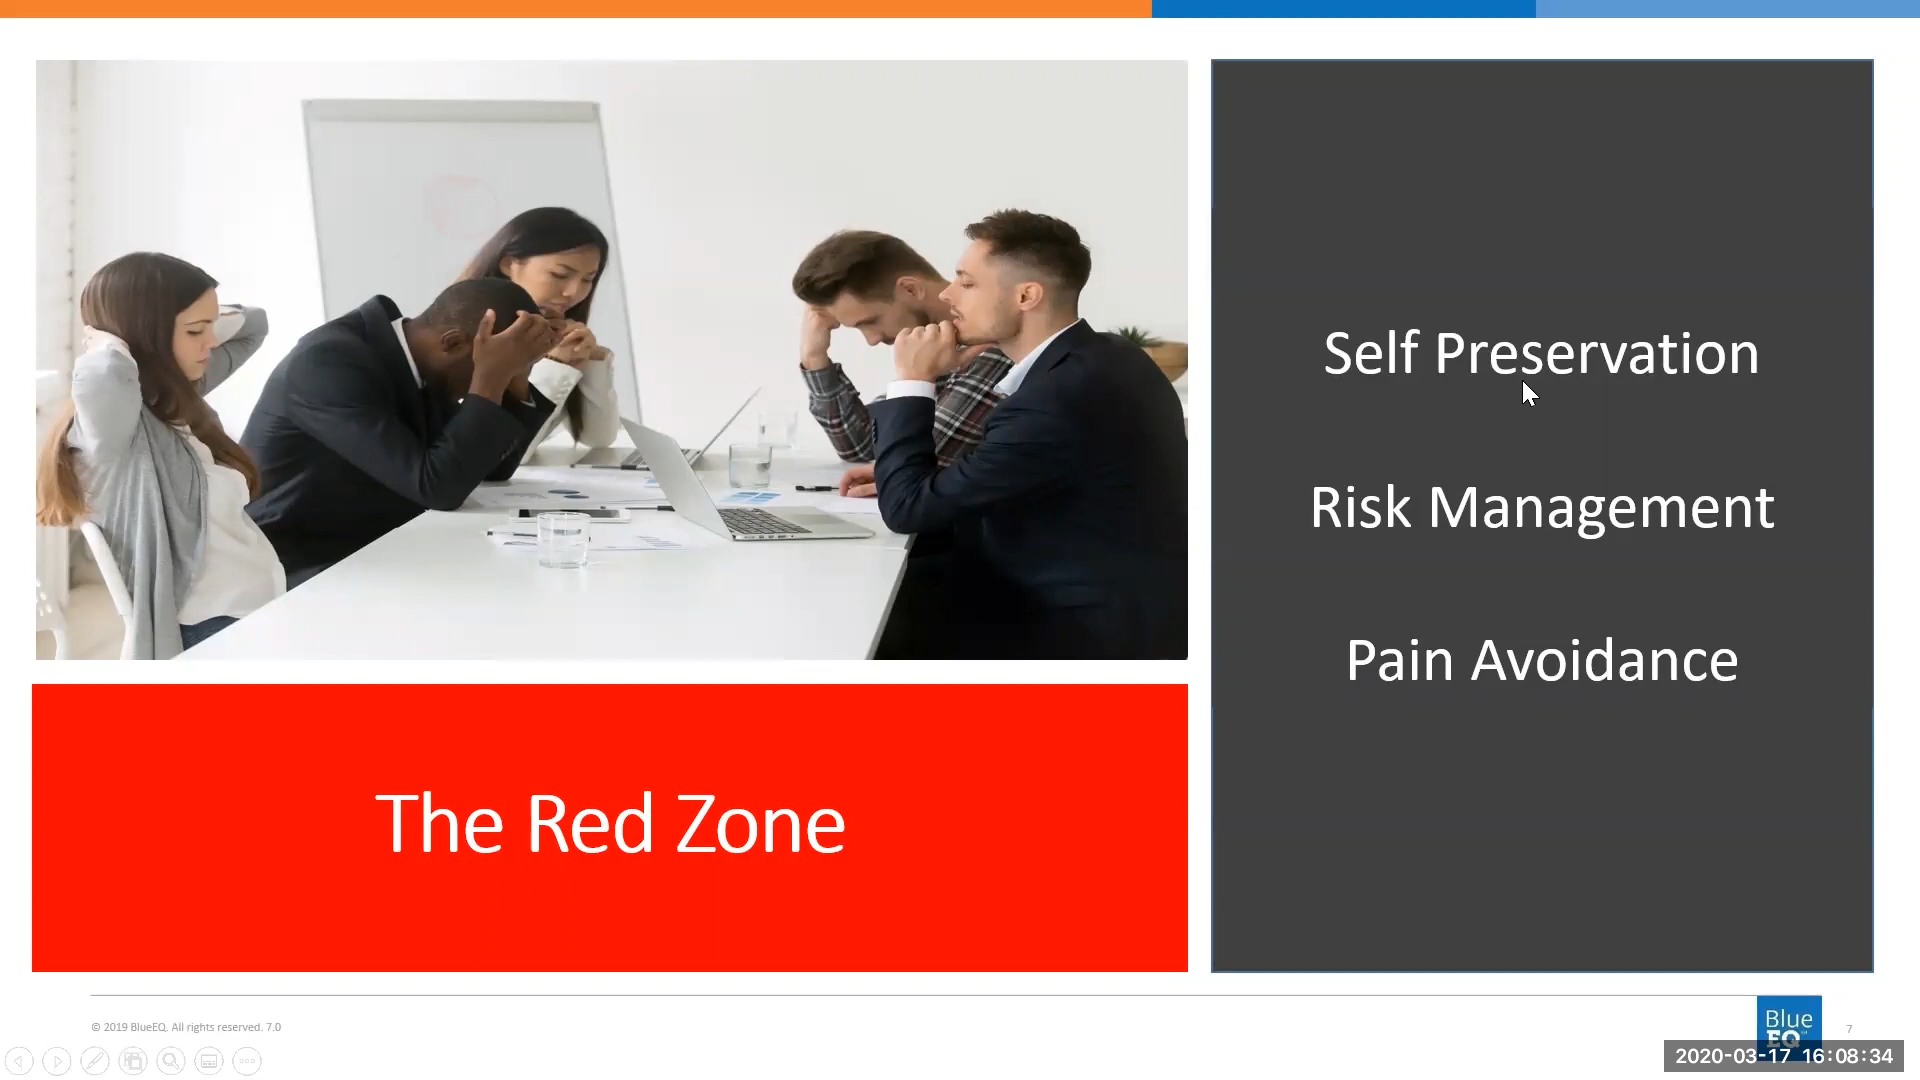 Self Preservation
Risk Management
Pain Avoidance
The Red Zone
© 2019 BlueEQ. All rights reserved. 7.0
Blue
EQ™
7
2020-03-17 16:08:34